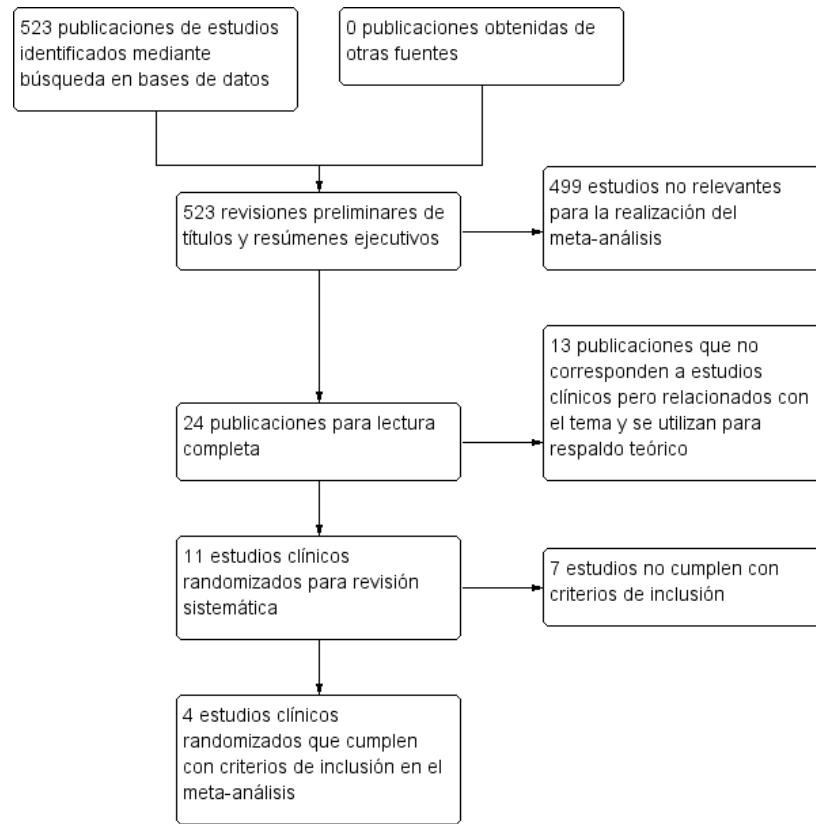 523 publicaciones de estudios
identificados mediante
búsqueda en bases de datos
0 publicaciones obtenidas de
otras fuentes
523 revisiones preliminares de
títulos y resúmenes ejecutivos
499 estudios no relevantes
para la realización del
meta-análisis
24 publicaciones para lectura
completa
13 publicaciones que no
corresponden a estudios
clínicos pero relacionados con
el tema y se utilizan para
respaldo teórico
11 estudios clínicos
randomizados para revisión
sistemática
7 estudios no cumplen con
criterios de inclusión
4 estudios clínicos
randomizados que cumplen
con criterios de inclusión en el
meta-análisis